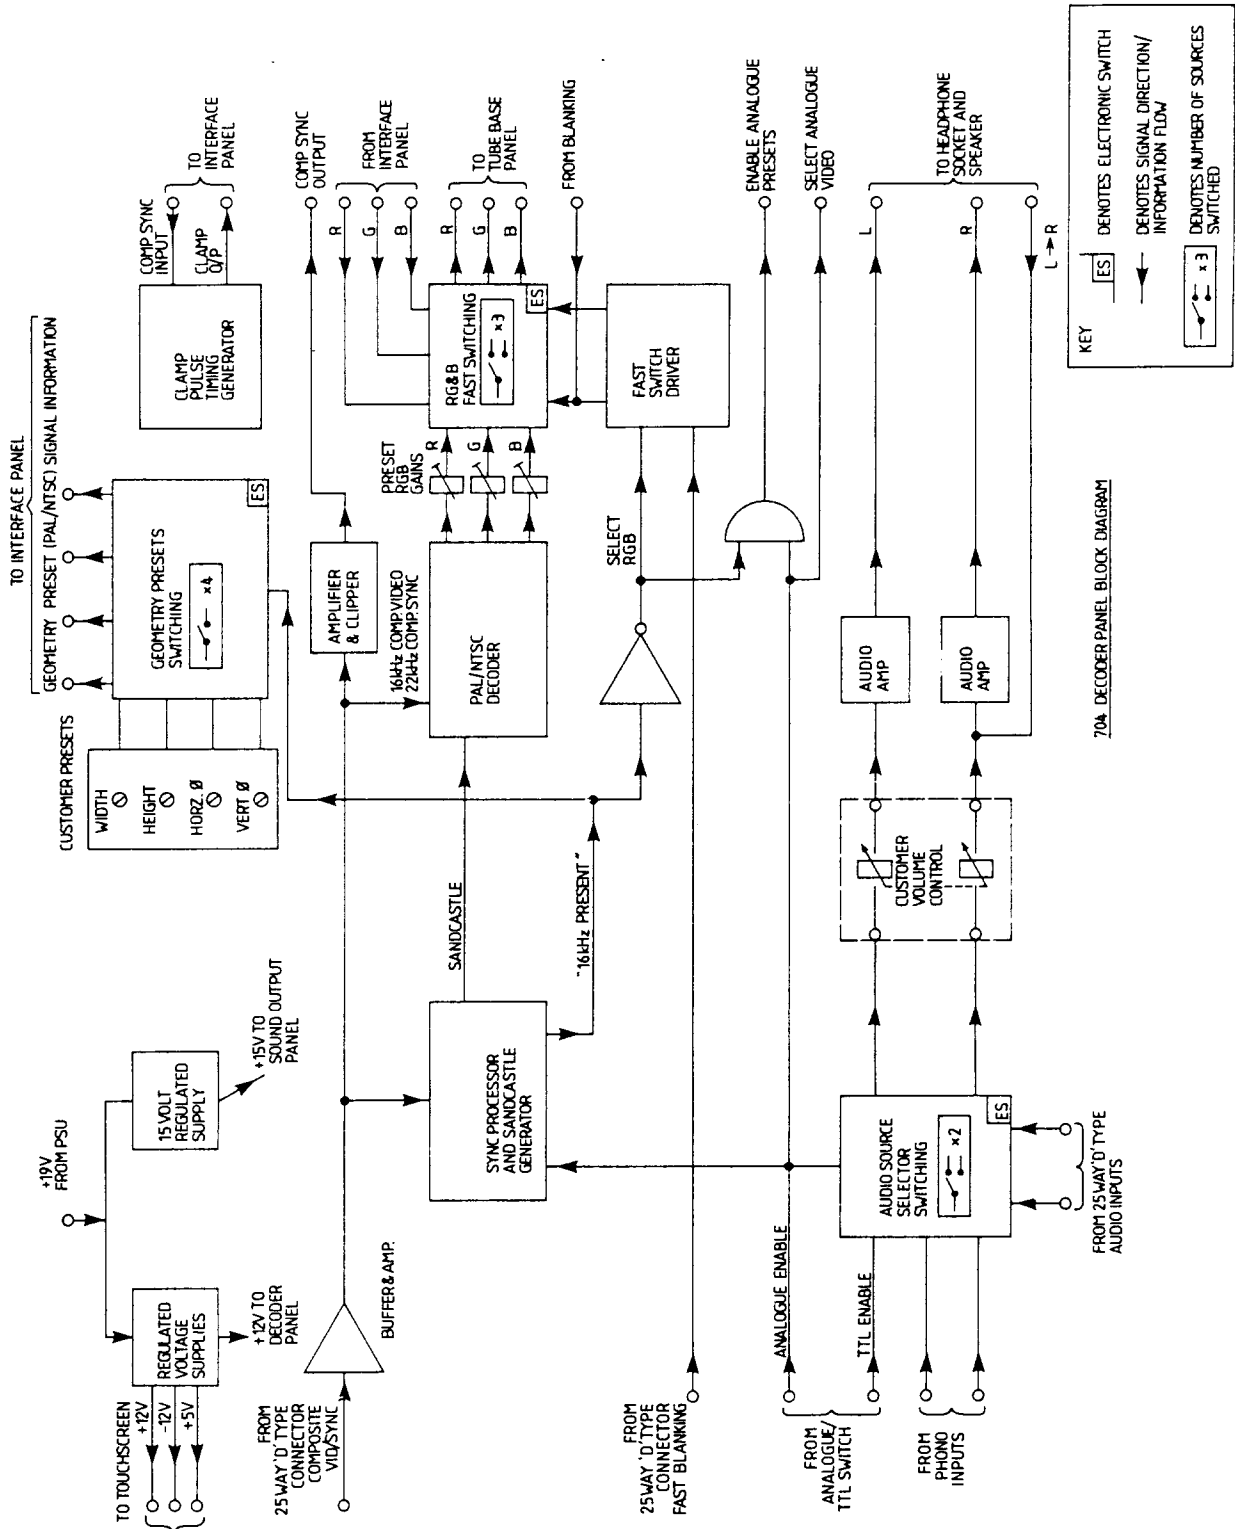 TO TOUCHSCREEN
+12V
-12V
+5V
REGULATED
VOLTAGE
SUPPLIES
+12V TO
DECODER
PANEL
+19V
FROM PSU
15 VOLT
REGULATED
SUPPLY
+15V TO
SOUND OUTPUT
PANEL
CUSTOMER PRESETS
WIDTH
HEIGHT
HORZ. Ø
VERT Ø
TO INTERFACE PANEL
GEOMETRY PRESET (PAL/NTSC) SIGNAL INFORMATION
GEOMETRY PRESETS
SWITCHING
x4
ES
CLAMP
PULSE
TIMING
GENERATOR
COMP SYNC
INPUT
CLAMP
O/P
TO
INTERFACE
PANEL
FROM
25 WAY 'D' TYPE
CONNECTOR
COMPOSITE
VID/SYNC
BUFFER & AMP.
AMPLIFIER
& CLIPPER
COMP SYNC
OUTPUT
R
G
B
FROM
INTERFACE
PANEL
SYNC PROCESSOR
AND SANDCASTLE
GENERATOR
SANDCASTLE
"16kHz PRESENT"
16kHz COMP.VIDEO
22kHz COMP. SYNC
PAL/NTSC
DECODER
PRESET
RGB
GAINS
R
G
B
RG&B
FAST SWITCHING
x3
ES
R
G
B
TO
TUBE BASE
PANEL
FROM BLANKING
FROM
25WAY 'D' TYPE
CONNECTOR
FAST BLANKING
SELECT
RGB
FAST
SWITCH
DRIVER
ENABLE ANALOGUE
PRESETS
SELECT ANALOGUE
VIDEO
FROM
ANALOGUE/
TTL SWITCH
ANALOGUE ENABLE
TTL ENABLE
FROM
PHONO
INPUTS
AUDIO SOURCE
SELECTOR
SWITCHING
x2
ES
FROM 25WAY 'D' TYPE
AUDIO INPUTS
CUSTOMER
VOLUME
CONTROL
AUDIO
AMP
AUDIO
AMP
L
R
L→R
TO HEADPHONE
SOCKET AND
SPEAKER
704 DECODER PANEL BLOCK DIAGRAM
KEY
ES
DENOTES ELECTRONIC SWITCH
DENOTES SIGNAL DIRECTION/
INFORMATION FLOW
x3
DENOTES NUMBER OF SOURCES
SWITCHED